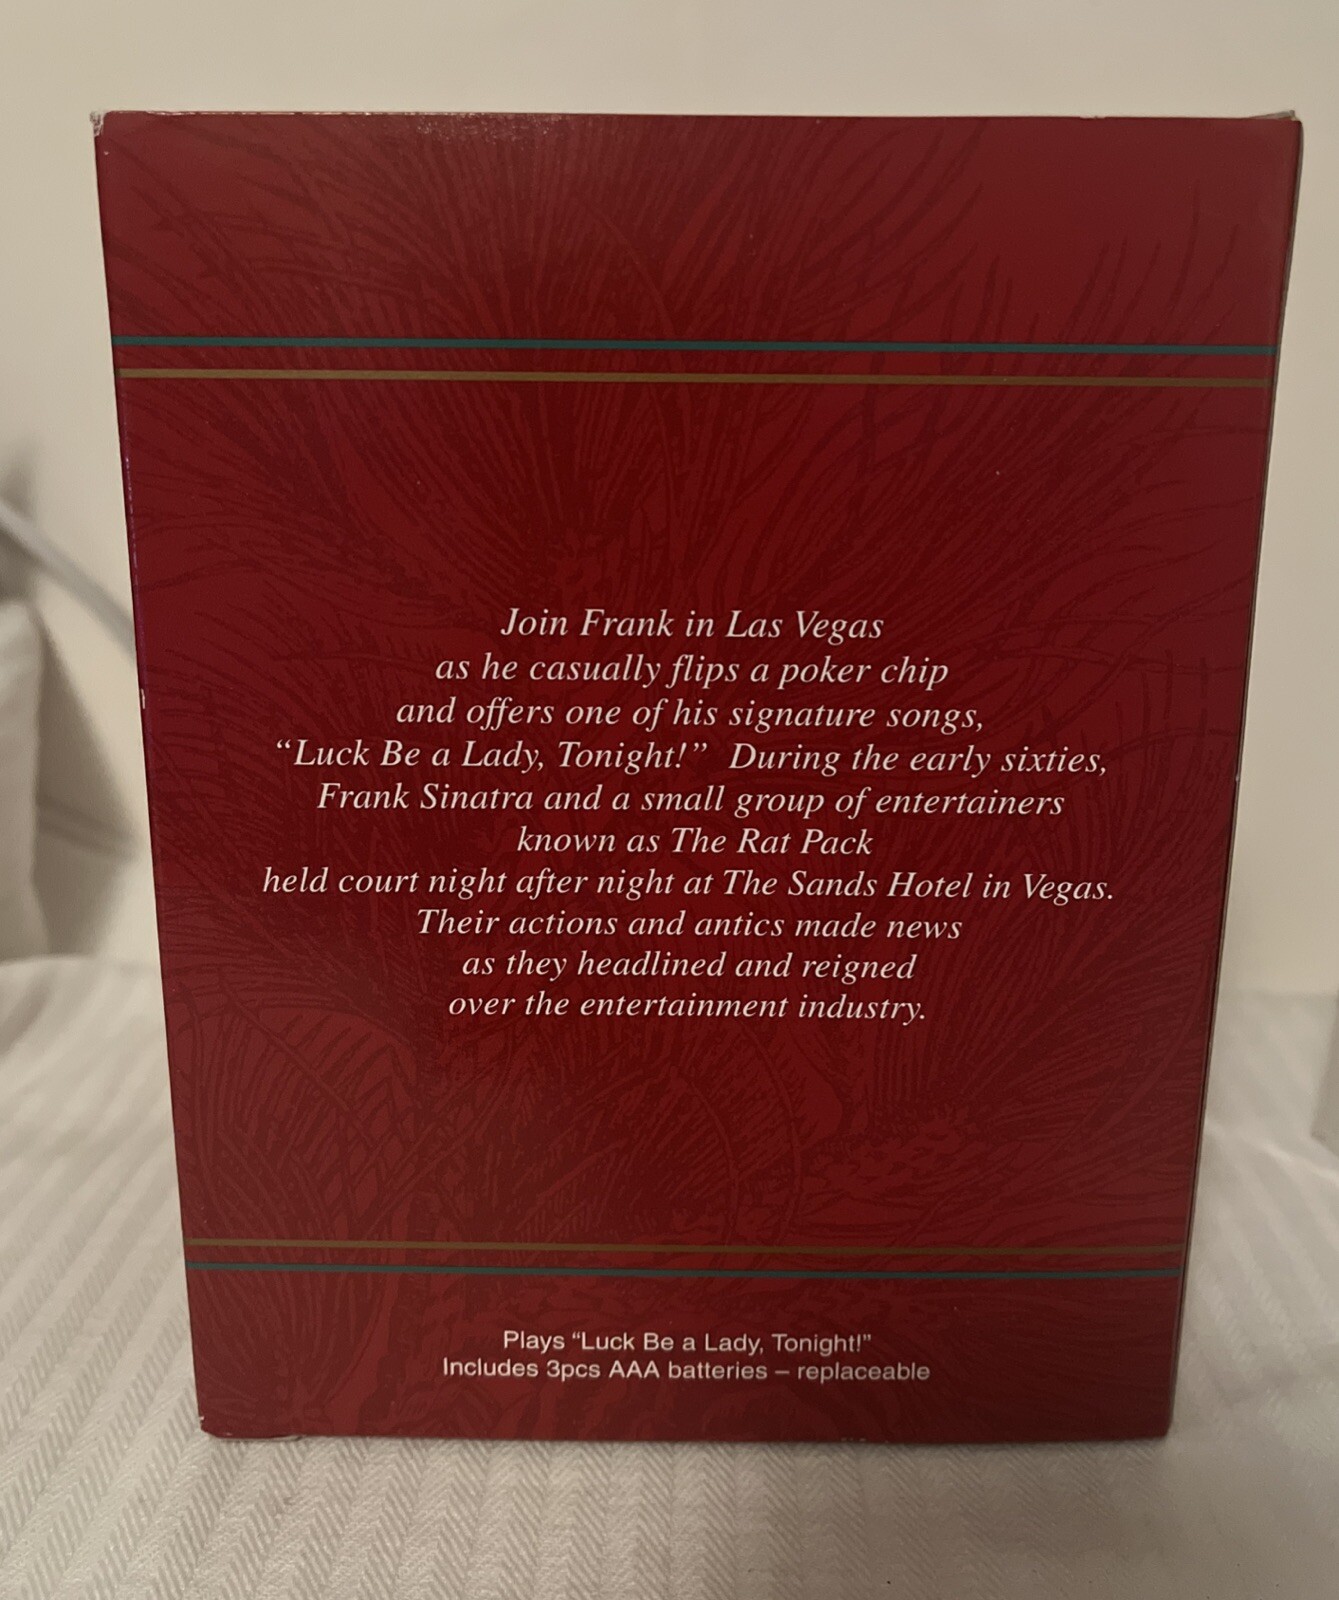 Join Frank in Las Vegas
as he casually flips a poker chip
and offers one of his signature songs,
“Luck Be a Lady, Tonight!” During the early sixties,
Frank Sinatra and a small group of entertainers
known as The Rat Pack
held court night after night at The Sands Hotel in Vegas.
Their actions and antics made news
as they headlined and reigned
over the entertainment industry.
Plays “Luck Be a Lady, Tonight!”
Includes 3pcs AAA batteries – replaceable